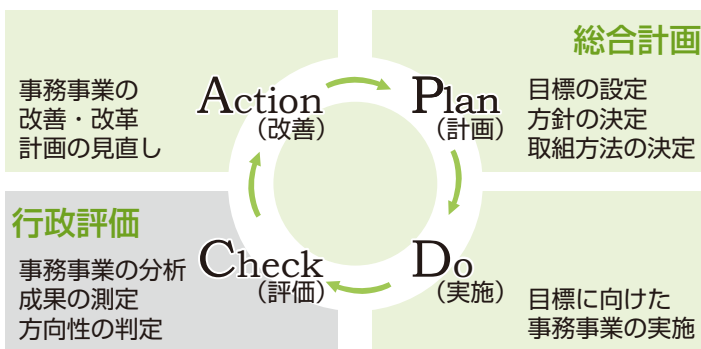 総合計画
Plan
(計画)
目標の設定
方針の決定
取組方法の決定
Do
(実施)
目標に向けた
事務事業の実施
行政評価
Check
(評価)
事務事業の分析
成果の測定
方向性の判定
Action
(改善)
事務事業の
改善・改革
計画の見直し